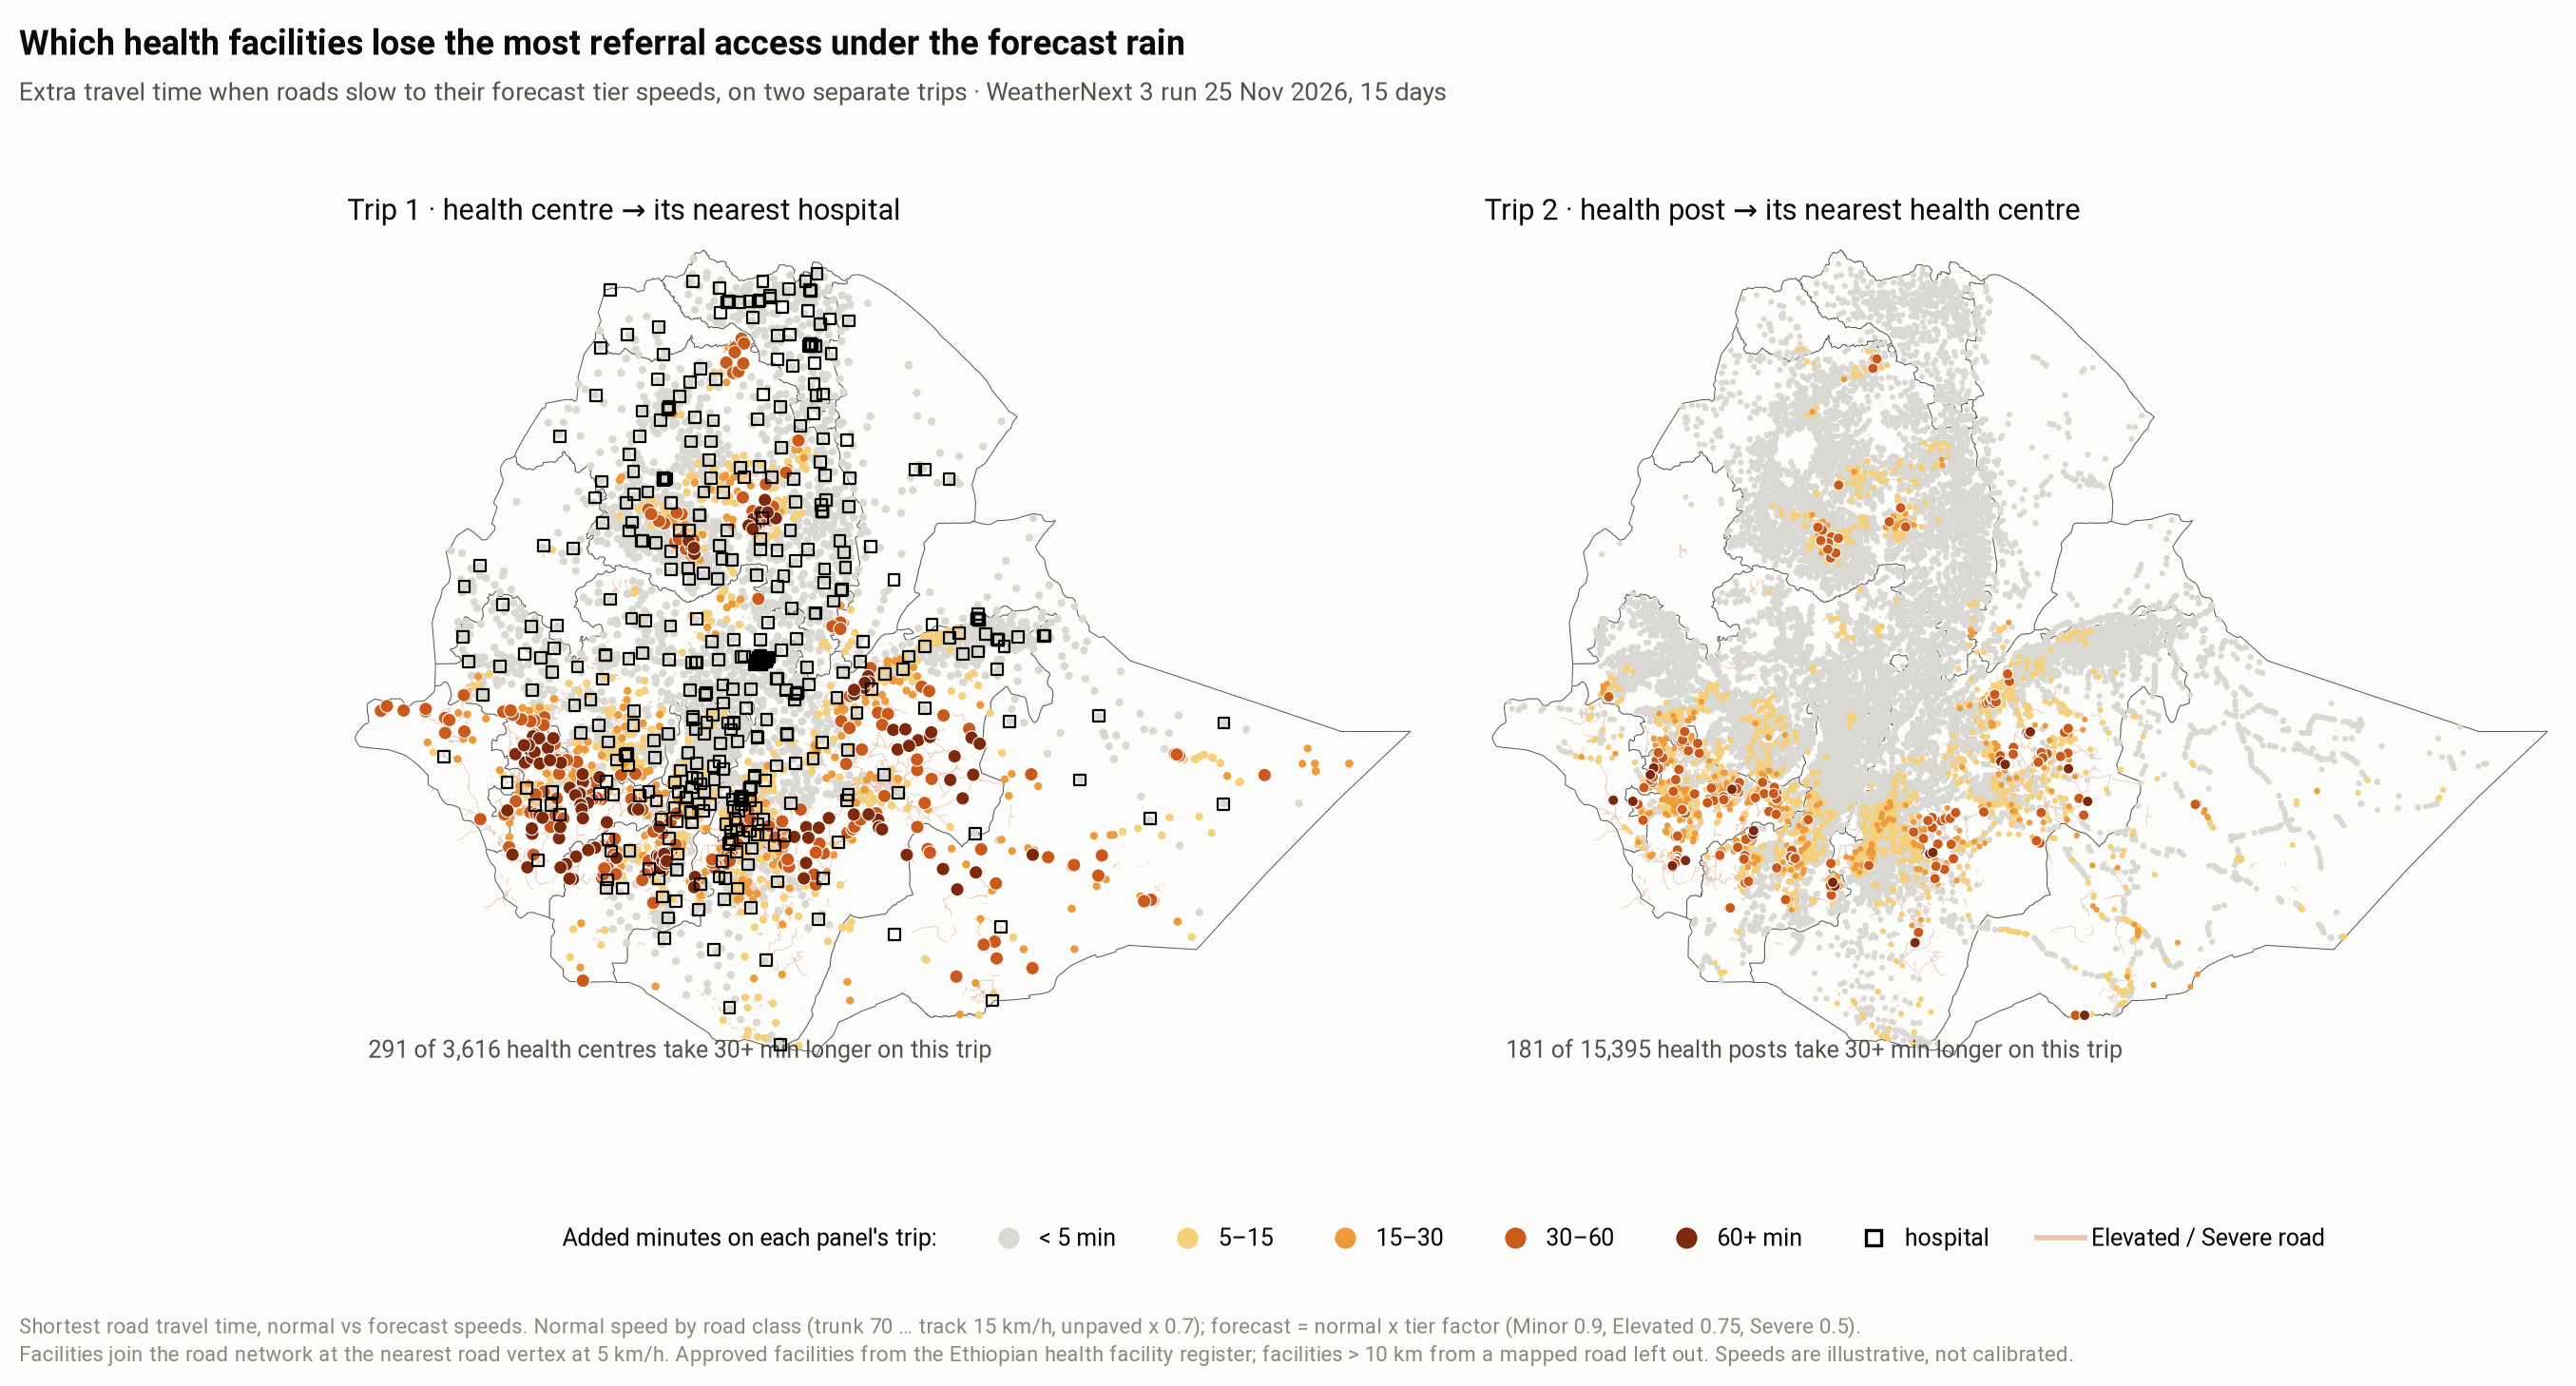 Which health facilities lose the most referral access under the forecast rain
Extra travel time when roads slow to their forecast tier speeds, on two separate trips · WeatherNext 3 run 25 Nov 2026, 15 days
Trip 1 · health centre → its nearest hospital
Trip 2 · health post → its nearest health centre
291 of 3,616 health centres take 30+ min longer on this trip
181 of 15,395 health posts take 30+ min longer on this trip
Added minutes on each panel's trip: < 5 min 5–15 15–30 30–60 60+ min hospital Elevated / Severe road
Shortest road travel time, normal vs forecast speeds. Normal speed by road class (trunk 70 ... track 15 km/h, unpaved x 0.7); forecast = normal x tier factor (Minor 0.9, Elevated 0.75, Severe 0.5).
Facilities join the road network at the nearest road vertex at 5 km/h. Approved facilities from the Ethiopian health facility register; facilities > 10 km from a mapped road left out. Speeds are illustrative, not calibrated.